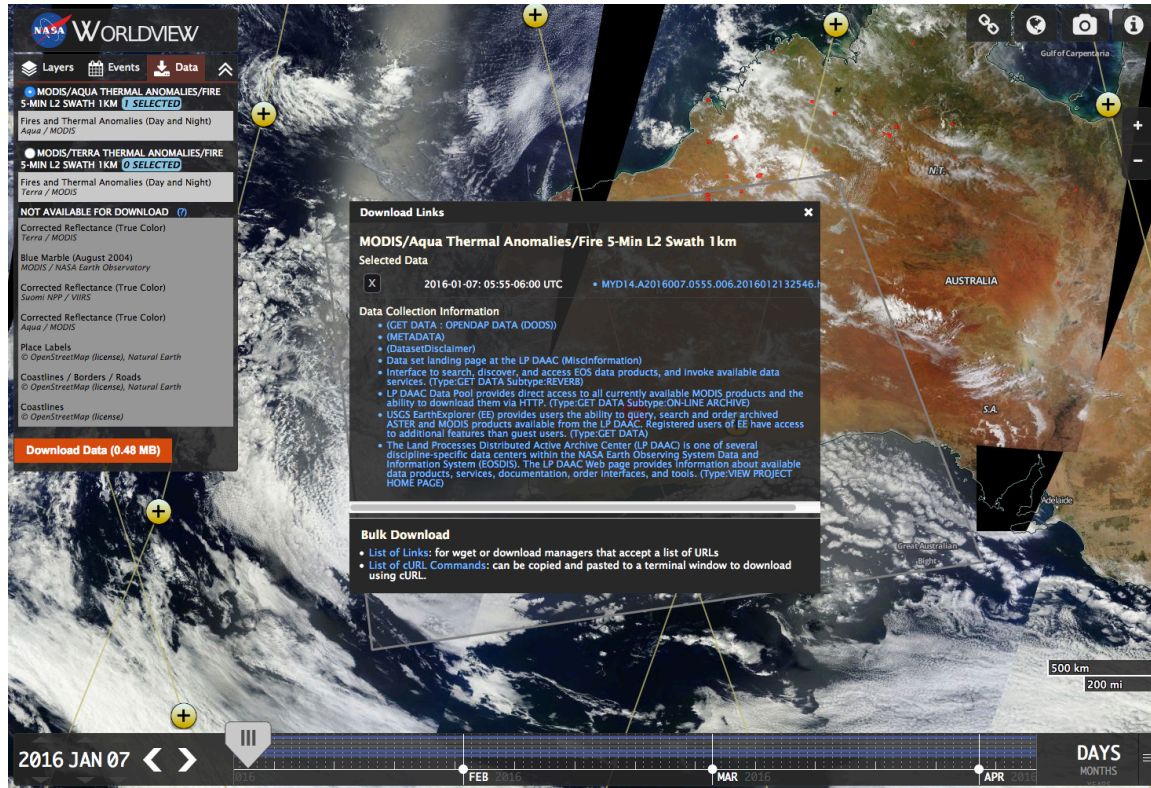 NASA WORLDVIEW
Layers Events Data
MODIS/AQUA THERMAL ANOMALIES/FIRE
5-MIN L2 SWATH 1KM 1 SELECTED
Fires and Thermal Anomalies (Day and Night)
Aqua / MODIS
MODIS/TERRA THERMAL ANOMALIES/FIRE
5-MIN L2 SWATH 1KM 0 SELECTED
Fires and Thermal Anomalies (Day and Night)
Terra / MODIS
NOT AVAILABLE FOR DOWNLOAD (?)
Corrected Reflectance (True Color)
Terra / MODIS
Blue Marble (August 2004)
MODIS / NASA Earth Observatory
Corrected Reflectance (True Color)
Suomi NPP / VIIRS
Corrected Reflectance (True Color)
Aqua / MODIS
Place Labels
© OpenStreetMap (license), Natural Earth
Coastlines / Borders / Roads
© OpenStreetMap (license), Natural Earth
Coastlines
© OpenStreetMap (license)
Download Data (0.48 MB)
Download Links
MODIS/Aqua Thermal Anomalies/Fire 5-Min L2 Swath 1km
Selected Data
X 2016-01-07: 05:55-06:00 UTC • MYD14.A2016007.0555.006.2016012132546.h
Data Collection Information
• (GET DATA : OPENDAP DATA (DODS))
• (METADATA)
• (DatasetDisclaimer)
• Data set landing page at the LP DAAC (MiscInformation)
• Interface to search, discover, and access EOS data products, and invoke available data
services. (Type:GET DATA Subtype:REVERB)
• LP DAAC Data Pool provides direct access to all currently available MODIS products and the
ability to download them via HTTP. (Type:GET DATA Subtype:ON-LINE ARCHIVE)
• USGS EarthExplorer (EE) provides users the ability to query, search and order archived
ASTER and MODIS products available from the LP DAAC. Registered users of EE have access
to additional features than guest users. (Type:GET DATA)
• The Land Processes Distributed Active Archive Center (LP DAAC) is one of several
discipline-specific data centers within the NASA Earth Observing System Data and
Information System (EOSDIS). The LP DAAC Web page provides information about available
data products, services, documentation, order interfaces, and tools. (Type:VIEW PROJECT
HOME PAGE)
Bulk Download
• List of Links: for wget or download managers that accept a list of URLs
• List of cURL Commands: can be copied and pasted to a terminal window to download
using cURL.
Gulf of Carpentaria
N.T.
AUSTRALIA
S.A.
Adelaide
Great Australian
Bight
500 km
200 mi
2016 JAN 07
2016 FEB 2016 MAR 2016 APR 2016
DAYS
MONTHS
YEARS